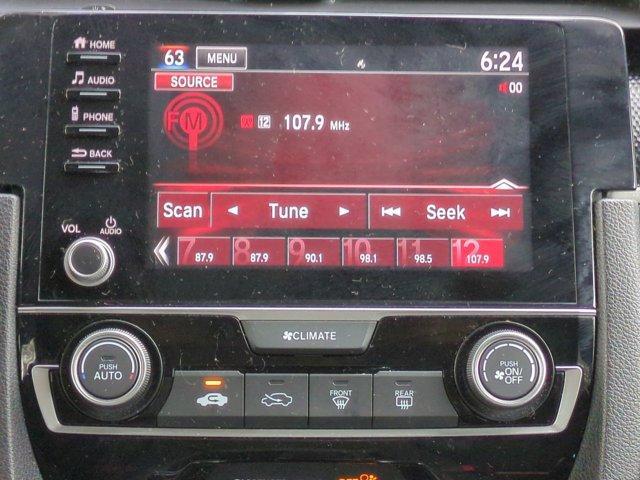 HOME
63 MENU 6:24
SOURCE
AUDIO
00
PHONE
FM 12 107.9 MHz
BACK
Scan Tune Seek
VOL AUDIO
7 8 9 10 11 12
87.9 87.9 90.1 98.1 98.5 107.9
CLIMATE
PUSH AUTO
PUSH ON/ OFF
FRONT REAR